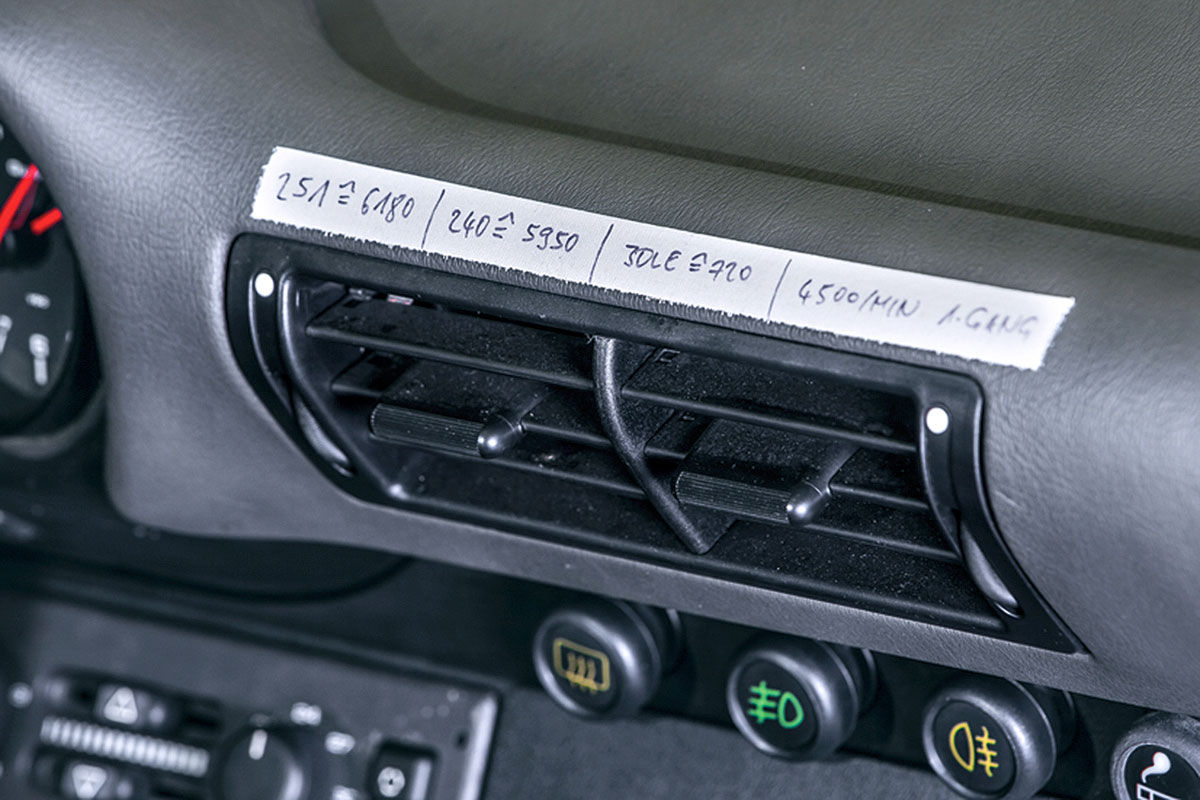 251 ≙ 6180 | 240 ≙ 5950 | 30LE ≙ 720 | 4500/MIN 1.GANG